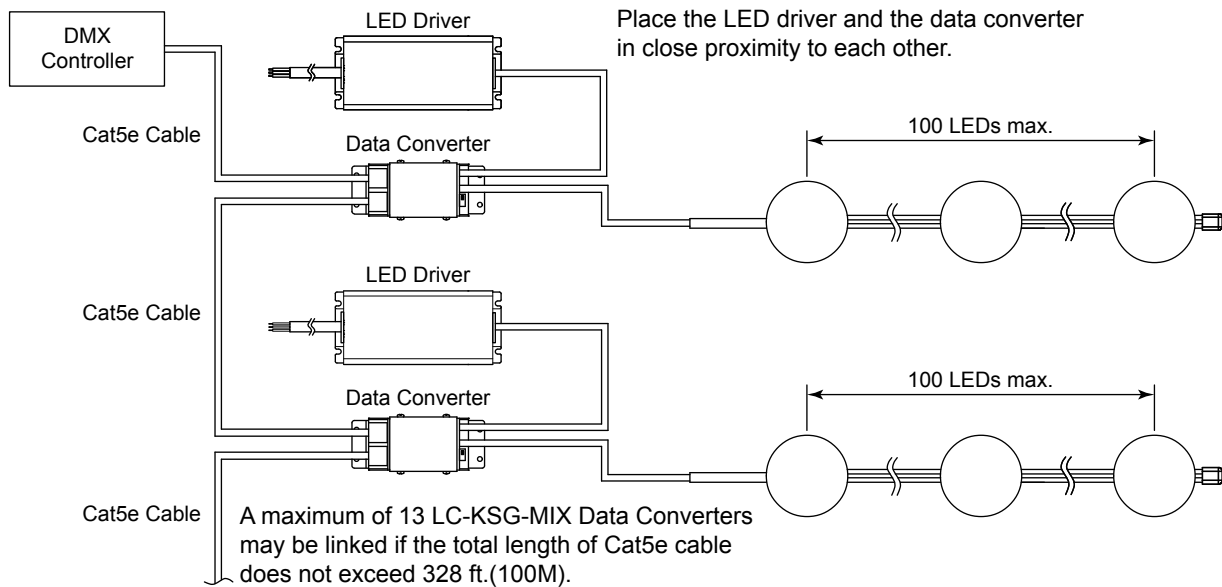 DMX
Controller
LED Driver
Place the LED driver and the data converter
in close proximity to each other.
Cat5e Cable
Data Converter
100 LEDs max.
LED Driver
Cat5e Cable
Data Converter
100 LEDs max.
Cat5e Cable
A maximum of 13 LC-KSG-MIX Data Converters
may be linked if the total length of Cat5e cable
does not exceed 328 ft.(100M).